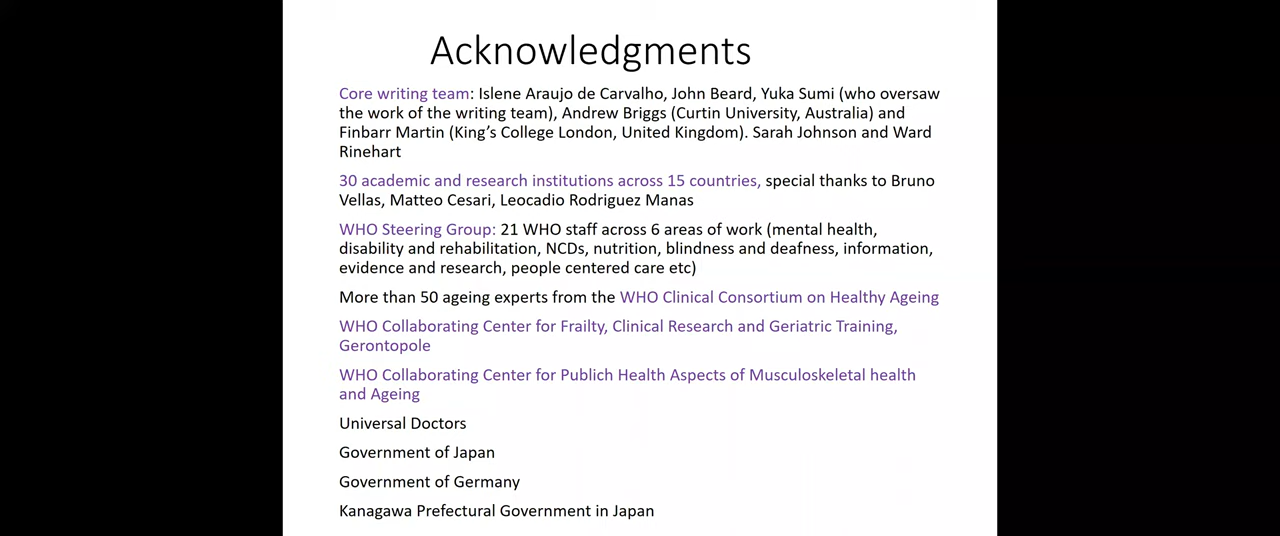 Acknowledgments
Core writing team: Islene Araujo de Carvalho, John Beard, Yuka Sumi (who oversaw
the work of the writing team), Andrew Briggs (Curtin University, Australia) and
Finbarr Martin (King’s College London, United Kingdom). Sarah Johnson and Ward
Rinehart
30 academic and research institutions across 15 countries, special thanks to Bruno
Vellas, Matteo Cesari, Leocadio Rodriguez Manas
WHO Steering Group: 21 WHO staff across 6 areas of work (mental health,
disability and rehabilitation, NCDs, nutrition, blindness and deafness, information,
evidence and research, people centered care etc)
More than 50 ageing experts from the WHO Clinical Consortium on Healthy Ageing
WHO Collaborating Center for Frailty, Clinical Research and Geriatric Training,
Gerontopole
WHO Collaborating Center for Publich Health Aspects of Musculoskeletal health
and Ageing
Universal Doctors
Government of Japan
Government of Germany
Kanagawa Prefectural Government in Japan